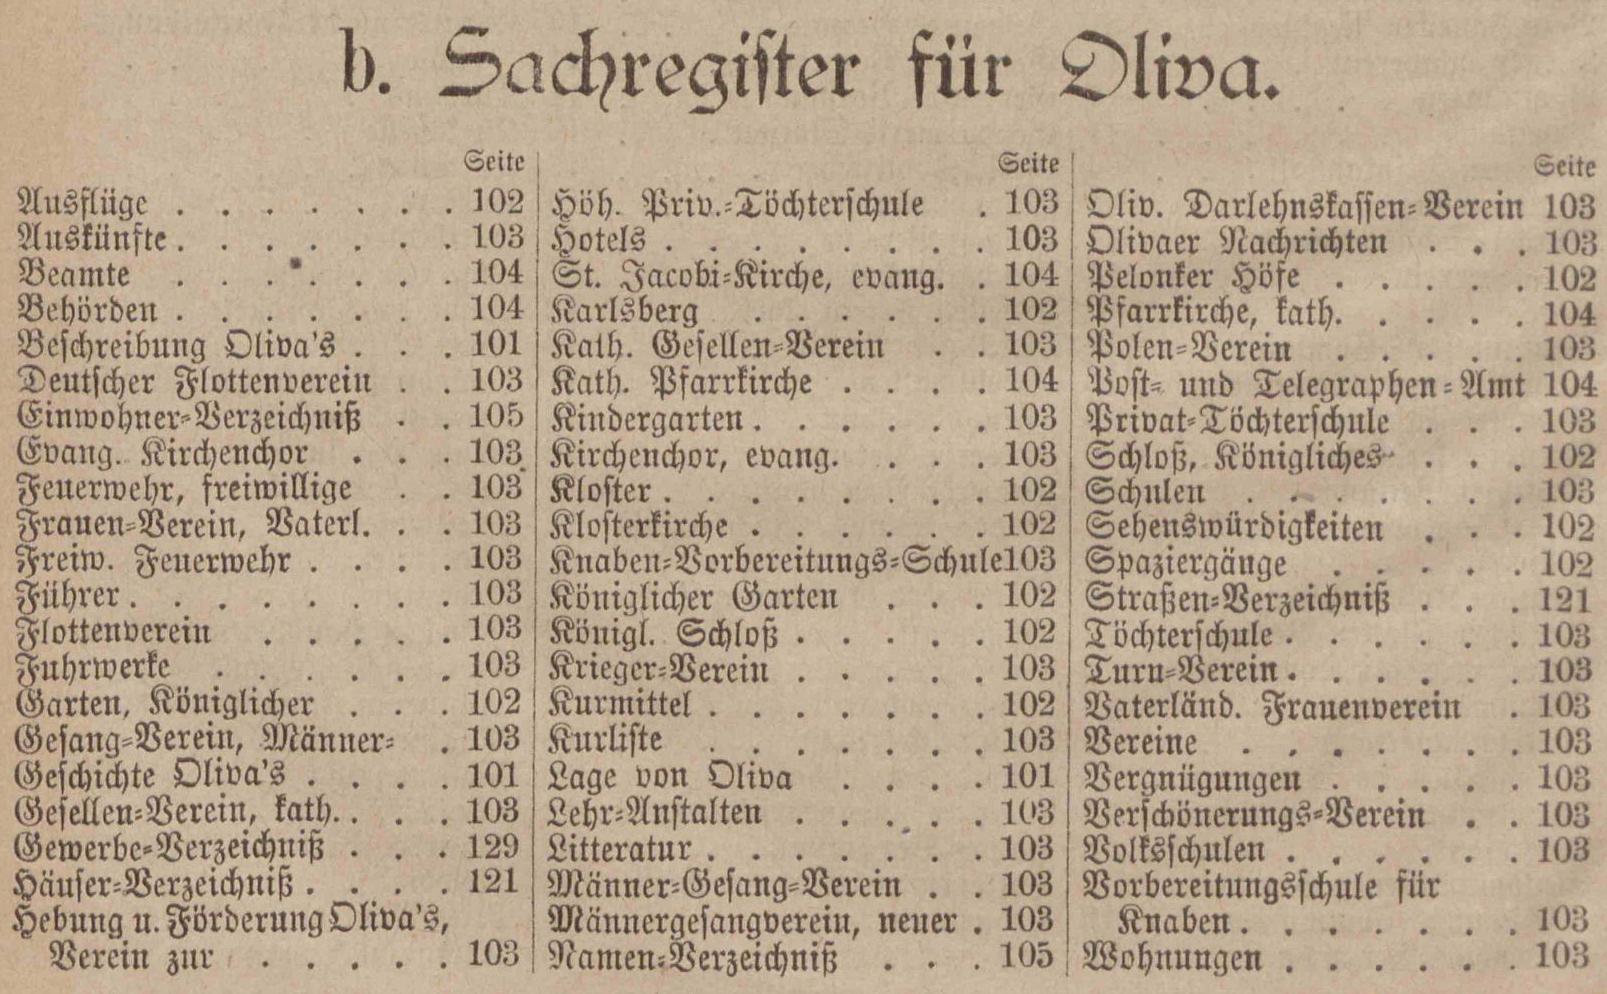 b. Sachregister für Oliva.
Seite
Ausflüge . . . . . . . 102
Auskünfte . . . . . . . 103
Beamte . . . . . . . 104
Behörden . . . . . . . 104
Beschreibung Oliva's . . . 101
Deutscher Flottenverein . . 103
Einwohner-Verzeichniß . . 105
Evang. Kirchenchor . . . 103
Feuerwehr, freiwillige . . 103
Frauen-Verein, Vaterl. . . 103
Freiw. Feuerwehr . . . . 103
Führer . . . . . . . . 103
Flottenverein . . . . . 103
Fuhrwerke . . . . . . 103
Garten, Königlicher . . . 102
Gesang-Verein, Männer- . 103
Geschichte Oliva's . . . . 101
Gesellen-Verein, kath. . . . 103
Gewerbe-Verzeichniß . . . 129
Häuser-Verzeichniß . . . . 121
Hebung u. Förderung Oliva's,
Verein zur . . . . . 103
Seite
Höh. Priv.-Töchterschule . 103
Hotels . . . . . . . . 103
St. Jacobi-Kirche, evang. . 104
Karlsberg . . . . . . 102
Kath. Gesellen-Verein . . 103
Kath. Pfarrkirche . . . . 104
Kindergarten . . . . . . 103
Kirchenchor, evang. . . . 103
Kloster . . . . . . . . 102
Klosterkirche . . . . . . 102
Knaben-Vorbereitungs-Schule 103
Königlicher Garten . . . 102
Königl. Schloß . . . . . 102
Krieger-Verein . . . . . 103
Kurmittel . . . . . . . 102
Kurliste . . . . . . . 103
Lage von Oliva . . . . 101
Lehr-Anstalten . . . . . 103
Litteratur . . . . . . . 103
Männer-Gesang-Verein . . 103
Männergesangverein, neuer . 103
Namen-Verzeichniß . . . 105
Seite
Oliv. Darlehnskassen-Verein 103
Olivaer Nachrichten . . . 103
Pelonker Höfe . . . . . 102
Pfarrkirche, kath. . . . . 104
Polen-Verein . . . . . 103
Post- und Telegraphen-Amt 104
Privat-Töchterschule . . . 103
Schloß, Königliches . . . 102
Schulen . . . . . . . 103
Sehenswürdigkeiten . . . 102
Spaziergänge . . . . . 102
Straßen-Verzeichniß . . . 121
Töchterschule . . . . . . 103
Turn-Verein . . . . . . 103
Vaterländ. Frauenverein . 103
Vereine . . . . . . . 103
Vergnügungen . . . . . 103
Verschönerungs-Verein . . 103
Volksschulen . . . . . . 103
Vorbereitungsschule für
Knaben . . . . . . . 103
Wohnungen . . . . . . 103